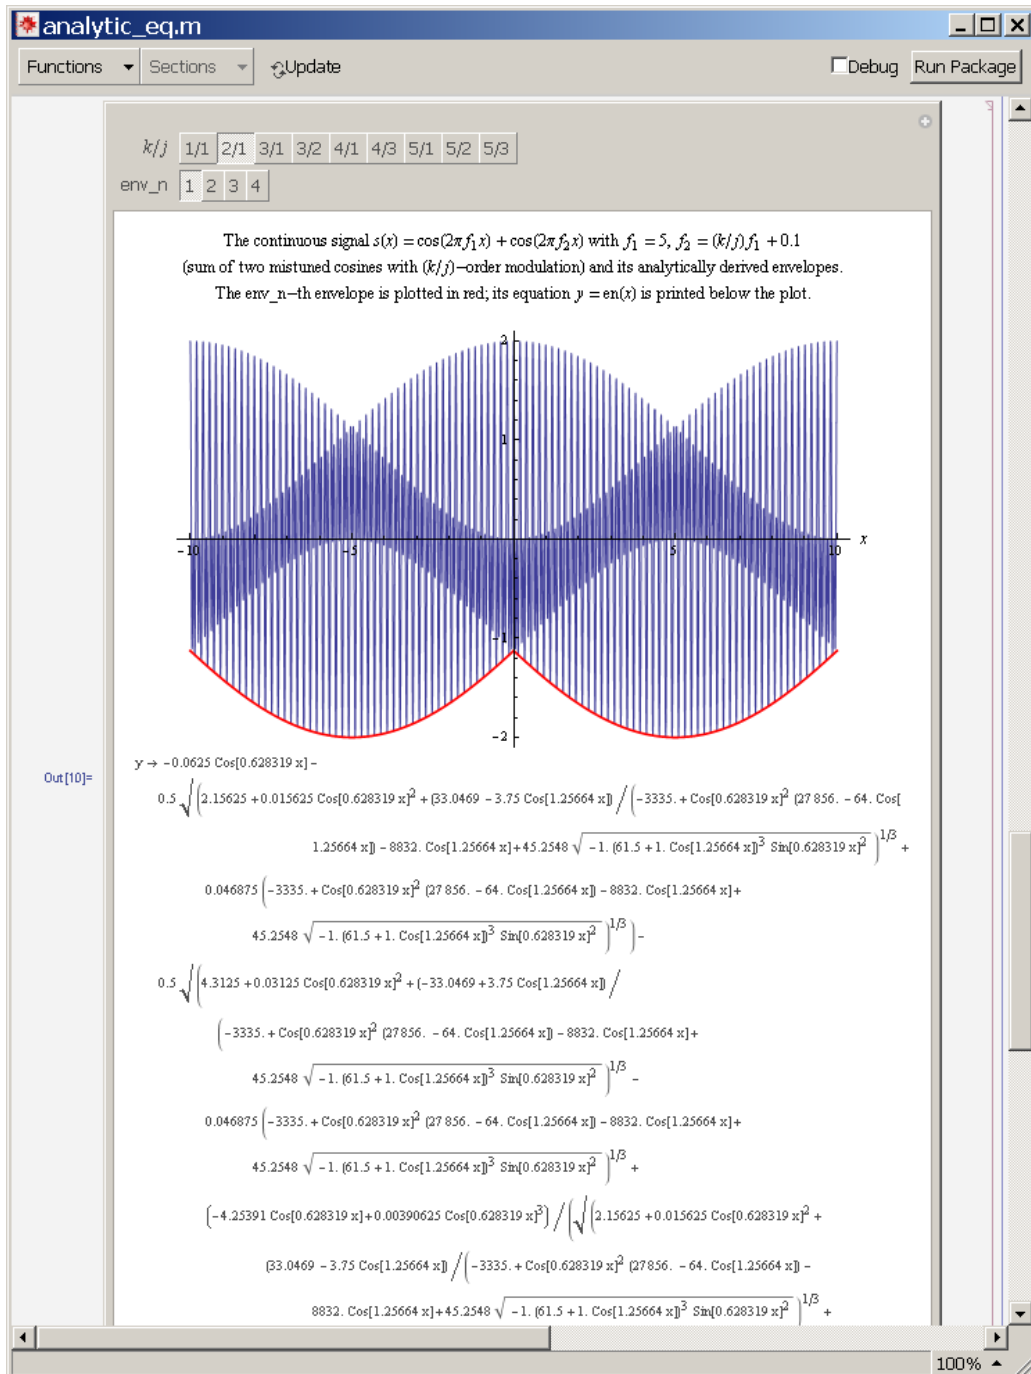 analytic_eq.m
Functions Sections Update Debug Run Package
k/j 1/1 2/1 3/1 3/2 4/1 4/3 5/1 5/2 5/3
env_n 1 2 3 4
The continuous signal s(x) = cos(2πf₁x) + cos(2πf₂x) with f₁ = 5, f₂ = (k/j) f₁ + 0.1
(sum of two mistuned cosines with (k/j)−order modulation) and its analytically derived envelopes.
The env_n−th envelope is plotted in red; its equation y = en(x) is printed below the plot.
2
1
-10 -5 5 10 x
-1
-2
Out[10]=
y → -0.0625 Cos[0.628319 x] -
0.5 √(2.15625 + 0.015625 Cos[0.628319 x]² + (33.0469 - 3.75 Cos[1.25664 x]) / (-3335. + Cos[0.628319 x]² (27856. - 64. Cos[
1.25664 x]) - 8832. Cos[1.25664 x] + 45.2548 √-1. (61.5 + 1. Cos[1.25664 x])³ Sin[0.628319 x]² )^1/3 +
0.046875 (-3335. + Cos[0.628319 x]² (27856. - 64. Cos[1.25664 x]) - 8832. Cos[1.25664 x] +
45.2548 √-1. (61.5 + 1. Cos[1.25664 x])³ Sin[0.628319 x]² )^1/3 ) -
0.5 √(4.3125 + 0.03125 Cos[0.628319 x]² + (-33.0469 + 3.75 Cos[1.25664 x]) /
(-3335. + Cos[0.628319 x]² (27856. - 64. Cos[1.25664 x]) - 8832. Cos[1.25664 x] +
45.2548 √-1. (61.5 + 1. Cos[1.25664 x])³ Sin[0.628319 x]² )^1/3 -
0.046875 (-3335. + Cos[0.628319 x]² (27856. - 64. Cos[1.25664 x]) - 8832. Cos[1.25664 x] +
45.2548 √-1. (61.5 + 1. Cos[1.25664 x])³ Sin[0.628319 x]² )^1/3 +
(-4.25391 Cos[0.628319 x] + 0.00390625 Cos[0.628319 x]³) / (√(2.15625 + 0.015625 Cos[0.628319 x]² +
(33.0469 - 3.75 Cos[1.25664 x]) / (-3335. + Cos[0.628319 x]² (27856. - 64. Cos[1.25664 x]) -
8832. Cos[1.25664 x] + 45.2548 √-1. (61.5 + 1. Cos[1.25664 x])³ Sin[0.628319 x]² )^1/3 +
100%